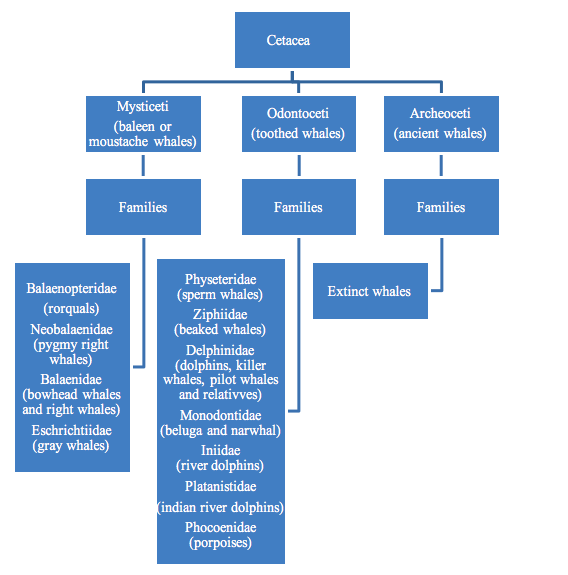 Cetacea
Mysticeti
(baleen or
moustache whales)
Odontoceti
(toothed whales)
Archeoceti
(ancient whales)
Families
Families
Families
Balaenopteridae
(rorquals)
Neobalaenidae
(pygmy right
whales)
Balaenidae
(bowhead whales
and right whales)
Eschrichtiidae
(gray whales)
Physeteridae
(sperm whales)
Ziphiidae
(beaked whales)
Delphinidae
(dolphins, killer
whales, pilot whales
and relativves)
Monodontidae
(beluga and narwhal)
Iniidae
(river dolphins)
Platanistidae
(indian river dolphins)
Phocoenidae
(porpoises)
Extinct whales